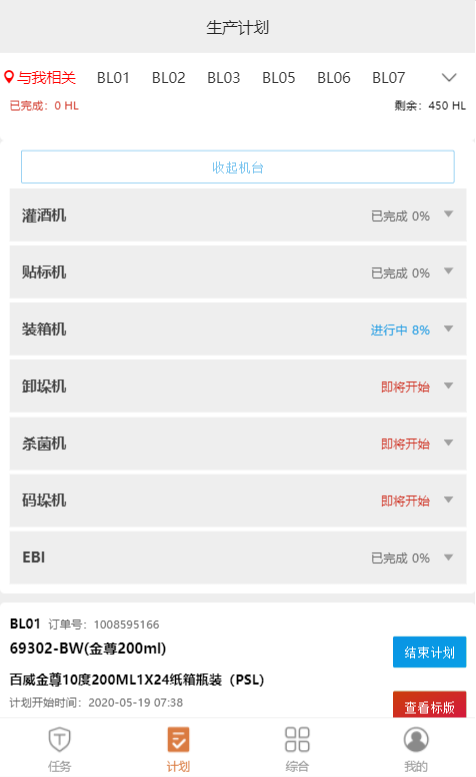 生产计划
与我相关 BL01 BL02 BL03 BL05 BL06 BL07
已完成：0 HL 剩余：450 HL
收起机台
灌酒机 已完成 0%
贴标机 已完成 0%
装箱机 进行中 8%
卸垛机 即将开始
杀菌机 即将开始
码垛机 即将开始
EBI 已完成 0%
BL01 订单号：1008595166
69302-BW(金尊200ml)
结束计划
百威金尊10度200ML1X24纸箱瓶装（PSL)
计划开始时间：2020-05-19 07:38
查看标版
任务 计划 综合 我的